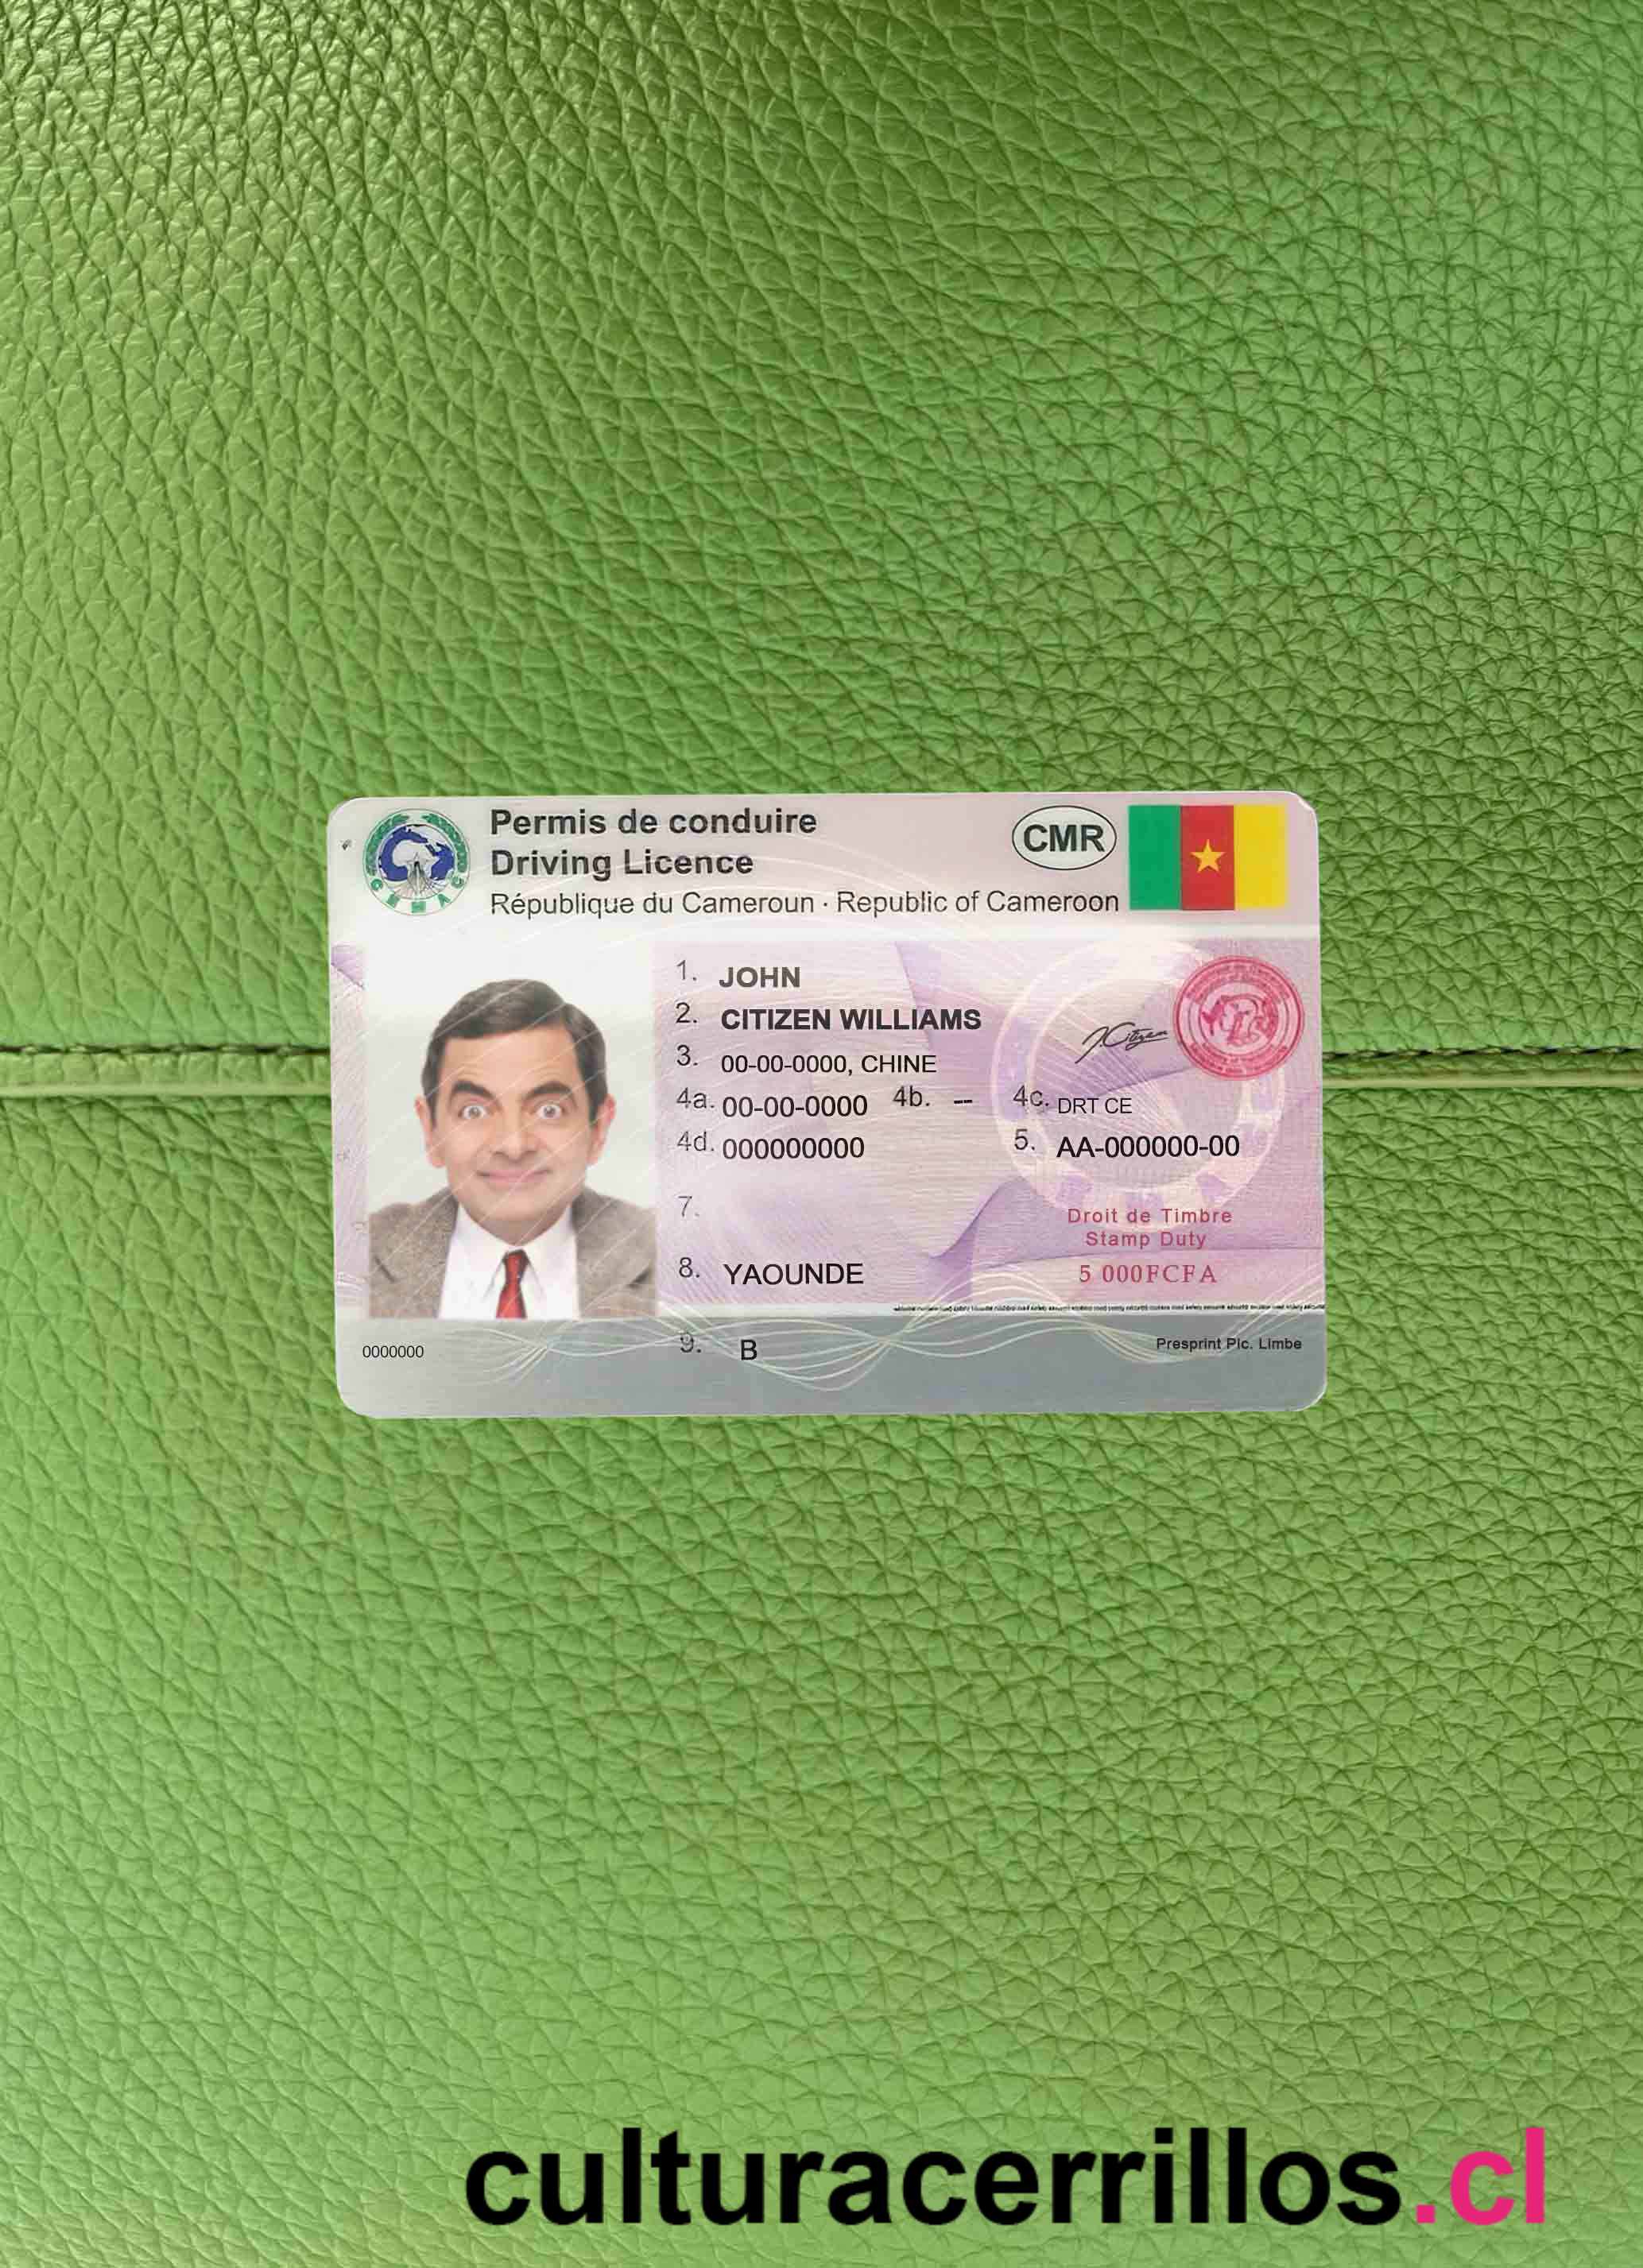 Permis de conduire
Driving Licence
République du Cameroun · Republic of Cameroon
CMR
CEMAC
1. JOHN
2. CITIZEN WILLIAMS
3. 00-00-0000, CHINE
4a. 00-00-0000 4b. -- 4c. DRT CE
4d. 000000000 5. AA-000000-00
7.
8. YAOUNDE
Droit de Timbre
Stamp Duty
5 000FCFA
9. B
0000000
Presprint Plc. Limbe
culturacerrillos.cl